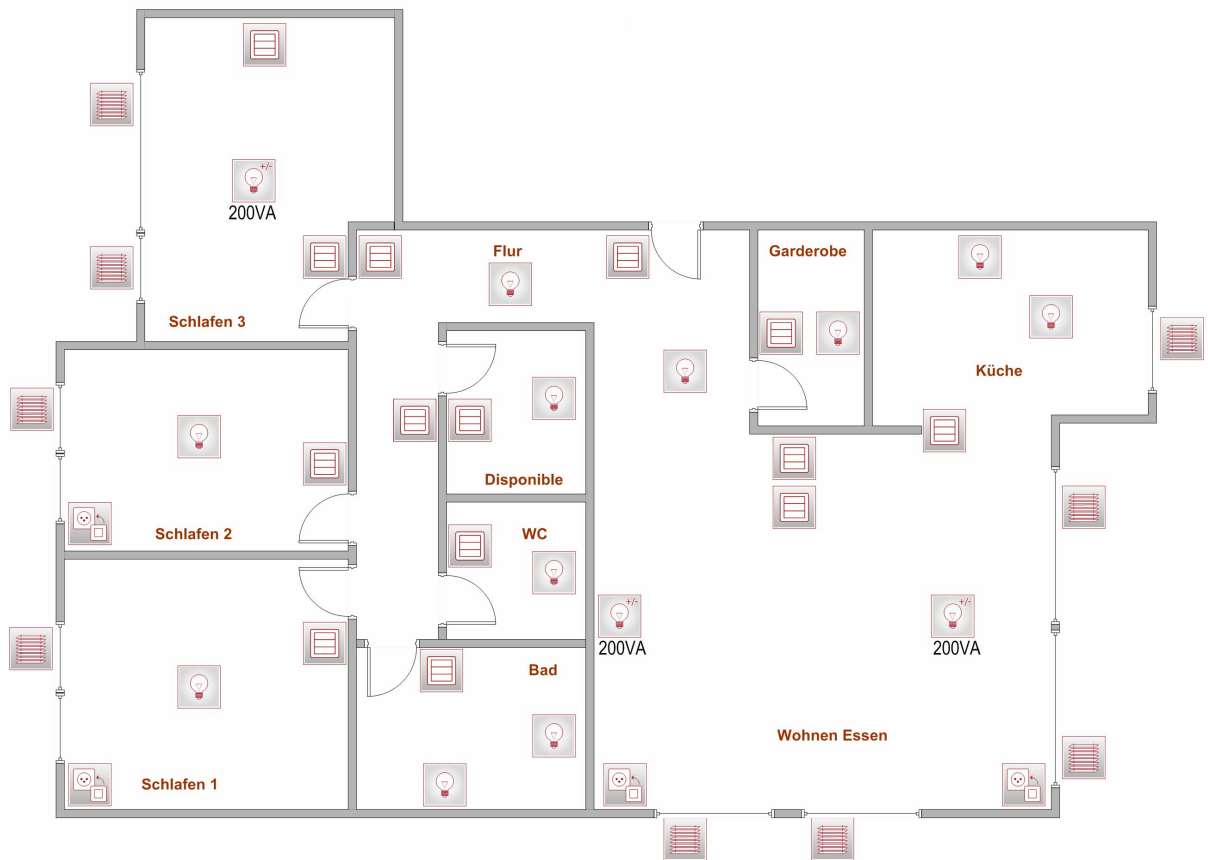 +/-
200VA
Flur
Garderobe
Schlafen 3
Küche
Disponible
Schlafen 2
WC
+/-
200VA
+/-
200VA
Bad
Wohnen Essen
Schlafen 1